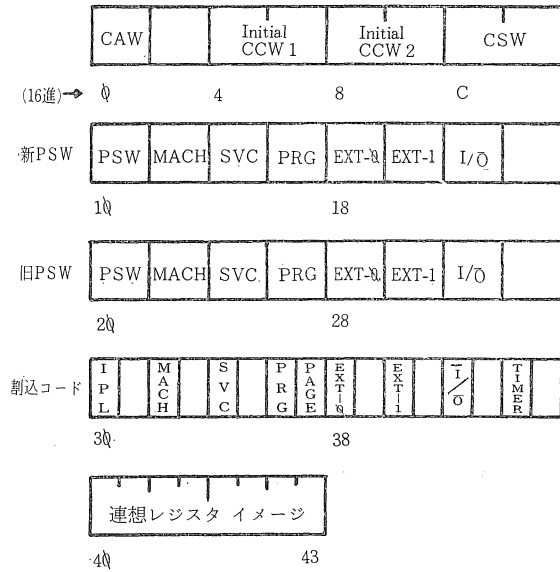 CAW Initial CCW 1 Initial CCW 2 CSW
(16進)→ 0 4 8 C
新PSW PSW MACH SVC PRG EXT-0 EXT-1 I/O
10 18
旧PSW PSW MACH SVC. PRG EXT-0 EXT-1 I/O
20 28
割込コード IPL MACH SVC PRG PAGE EXT-0 EXT-1 I/O TIMER
30 38
連想レジスタ イメージ
40 43